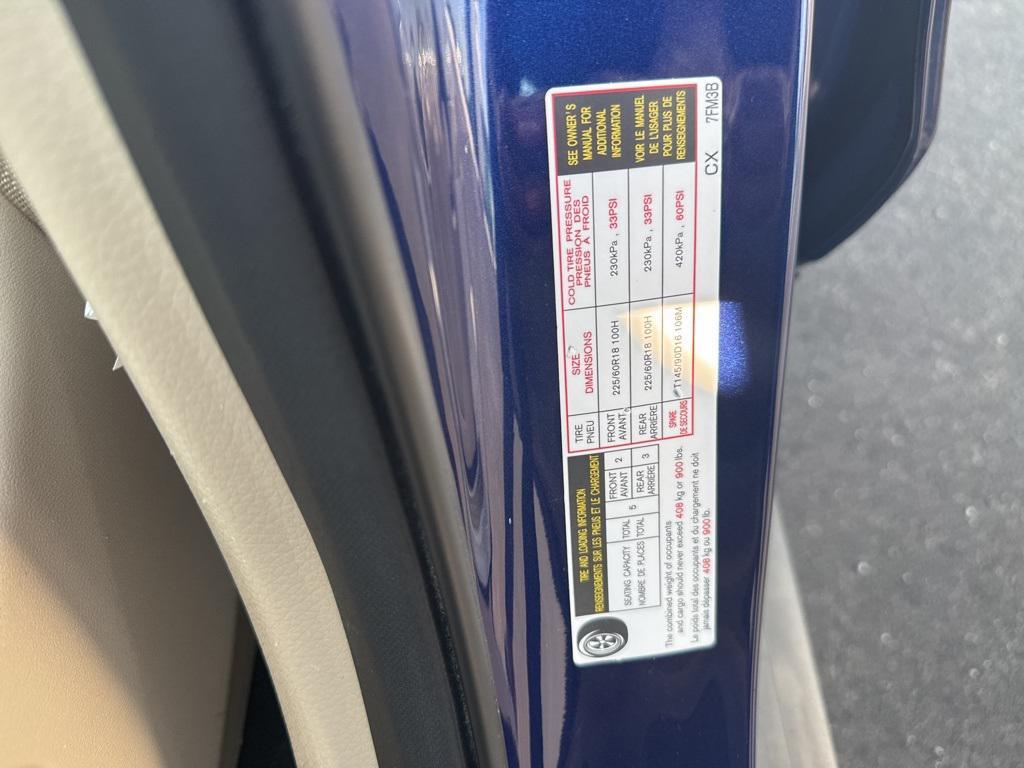 TIRE AND LOADING INFORMATION
RENSEIGNEMENTS SUR LES PNEUS ET LE CHARGEMENT
SEATING CAPACITY
NOMBRE DE PLACES
TOTAL
TOTAL
5
FRONT
AVANT
2
REAR
ARRIÈRE
3
The combined weight of occupants
and cargo should never exceed 408 kg or 900 lbs.
Le poids total des occupants et du chargement ne doit
jamais dépasser 408 kg ou 900 lb.
TIRE
PNEU
SIZE
DIMENSIONS
COLD TIRE PRESSURE
PRESSION DES
PNEUS À FROID
FRONT
AVANT
225/60R18 100H
230kPa, 33PSI
REAR
ARRIÈRE
225/60R18 100H
230kPa, 33PSI
SPARE
DE SECOURS
T145/90D16 106M
420kPa, 60PSI
SEE OWNER'S
MANUAL FOR
ADDITIONAL
INFORMATION
VOIR LE MANUEL
DE L'USAGER
POUR PLUS DE
RENSEIGNEMENTS
CX 7FM3B